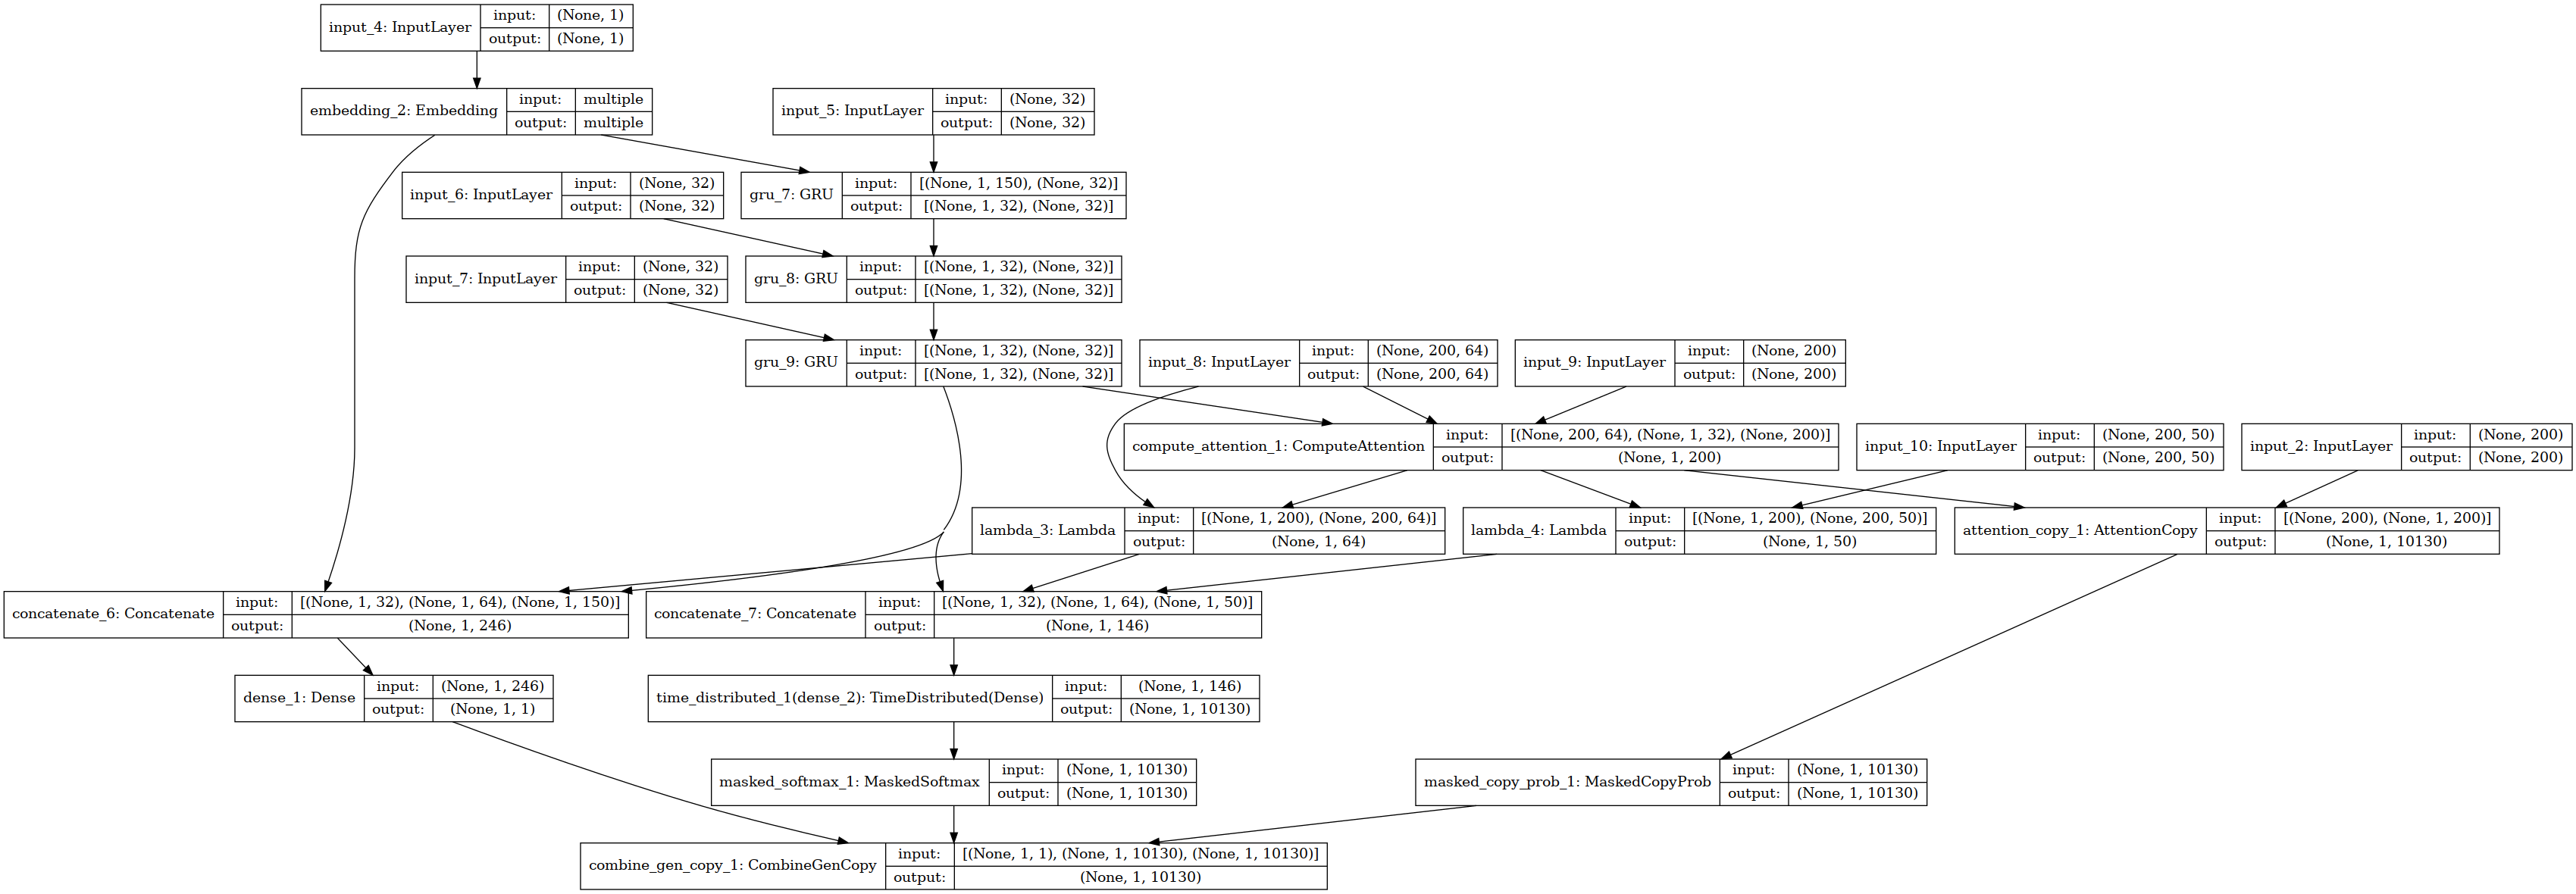 input_4: InputLayer
input: (None, 1)
output: (None, 1)
embedding_2: Embedding
input: multiple
output: multiple
input_5: InputLayer
input: (None, 32)
output: (None, 32)
input_6: InputLayer
input: (None, 32)
output: (None, 32)
gru_7: GRU
input: [(None, 1, 150), (None, 32)]
output: [(None, 1, 32), (None, 32)]
input_7: InputLayer
input: (None, 32)
output: (None, 32)
gru_8: GRU
input: [(None, 1, 32), (None, 32)]
output: [(None, 1, 32), (None, 32)]
gru_9: GRU
input: [(None, 1, 32), (None, 32)]
output: [(None, 1, 32), (None, 32)]
input_8: InputLayer
input: (None, 200, 64)
output: (None, 200, 64)
input_9: InputLayer
input: (None, 200)
output: (None, 200)
compute_attention_1: ComputeAttention
input: [(None, 200, 64), (None, 1, 32), (None, 200)]
output: (None, 1, 200)
input_10: InputLayer
input: (None, 200, 50)
output: (None, 200, 50)
input_2: InputLayer
input: (None, 200)
output: (None, 200)
lambda_3: Lambda
input: [(None, 1, 200), (None, 200, 64)]
output: (None, 1, 64)
lambda_4: Lambda
input: [(None, 1, 200), (None, 200, 50)]
output: (None, 1, 50)
attention_copy_1: AttentionCopy
input: [(None, 200), (None, 1, 200)]
output: (None, 1, 10130)
concatenate_6: Concatenate
input: [(None, 1, 32), (None, 1, 64), (None, 1, 150)]
output: (None, 1, 246)
concatenate_7: Concatenate
input: [(None, 1, 32), (None, 1, 64), (None, 1, 50)]
output: (None, 1, 146)
dense_1: Dense
input: (None, 1, 246)
output: (None, 1, 1)
time_distributed_1(dense_2): TimeDistributed(Dense)
input: (None, 1, 146)
output: (None, 1, 10130)
masked_softmax_1: MaskedSoftmax
input: (None, 1, 10130)
output: (None, 1, 10130)
masked_copy_prob_1: MaskedCopyProb
input: (None, 1, 10130)
output: (None, 1, 10130)
combine_gen_copy_1: CombineGenCopy
input: [(None, 1, 1), (None, 1, 10130), (None, 1, 10130)]
output: (None, 1, 10130)